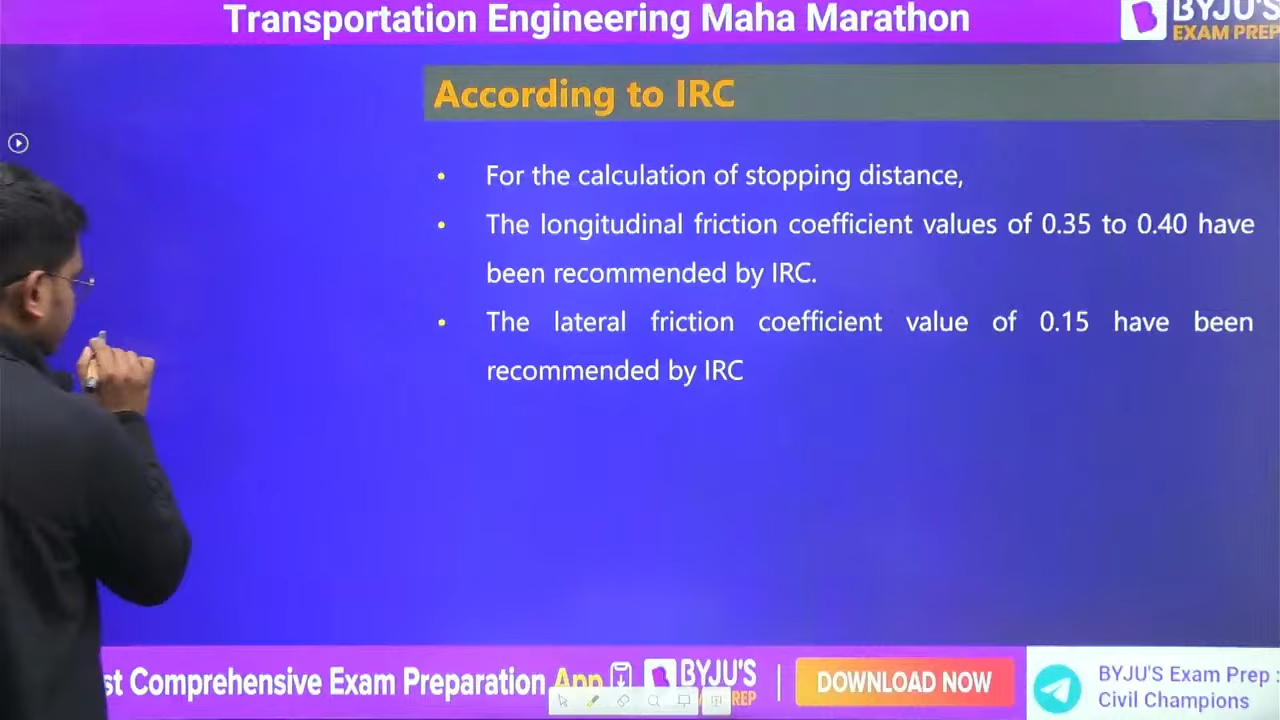 Transportation Engineering Maha Marathon
BYJU'S
EXAM PREP
According to IRC
• For the calculation of stopping distance,
• The longitudinal friction coefficient values of 0.35 to 0.40 have
been recommended by IRC.
• The lateral friction coefficient value of 0.15 have been
recommended by IRC
Comprehensive Exam Preparation App
BYJU'S
DOWNLOAD NOW
BYJU'S Exam Prep :
Civil Champions